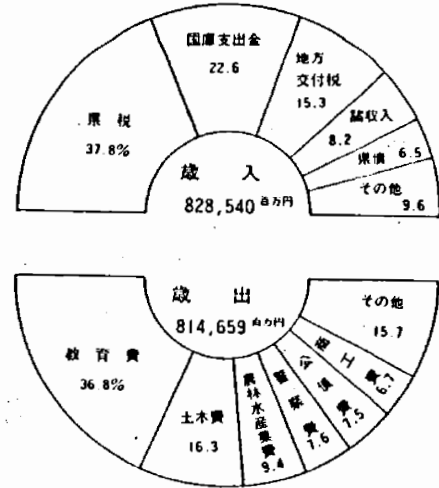 国庫支出金
22.6
地方
交付税
15.3
諸収入
8.2
県債 6.5
その他
9.6
県税
37.8%
歳入
828,540百万円
歳出
814,659百万円
教育費
36.8%
土木費
16.3
農林水産業費
9.4
警察費
7.6
公債費
7.5
商工費
6.7
その他
15.7